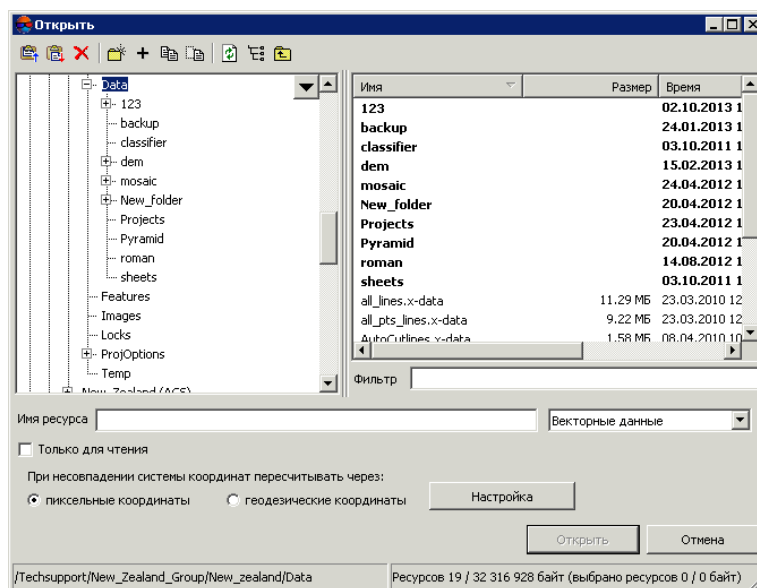 Открыть
Data
123
backup
classifier
dem
mosaic
New_folder
Projects
Pyramid
roman
sheets
Features
Images
Locks
ProjOptions
Temp
New_Zealand (ACS)
Имя Размер Время
123 02.10.2013 1
backup 24.01.2013 1
classifier 03.10.2011 1
dem 15.02.2013 1
mosaic 24.04.2012 1
New_folder 20.04.2012 1
Projects 23.04.2012 1
Pyramid 20.04.2012 1
roman 14.08.2012 1
sheets 03.10.2011 1
all_lines.x-data 11.29 МБ 23.03.2010 12
all_pts_lines.x-data 9.22 МБ 23.03.2010 12
AutoCutlines.x-data 1.58 МБ 08.04.2010 10
Фильтр
Имя ресурса
Векторные данные
Только для чтения
При несовпадении системы координат пересчитывать через:
пиксельные координаты геодезические координаты Настройка
Открыть Отмена
/Techsupport/New_Zealand_Group/New_zealand/Data Ресурсов 19 / 32 316 928 байт (выбрано ресурсов 0 / 0 байт)